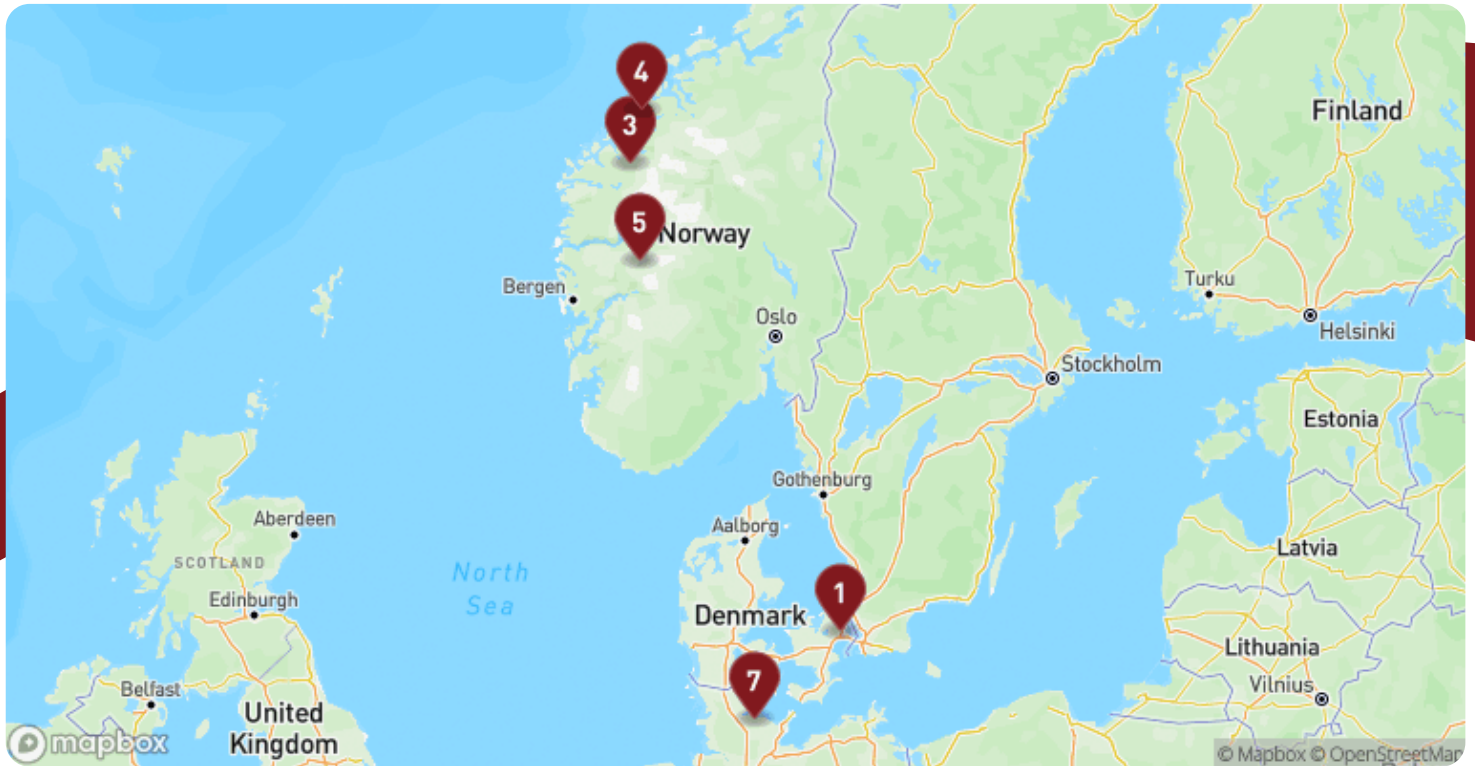 4
Finland
3
5
Norway
Bergen
Turku
Oslo
Helsinki
Stockholm
Estonia
Gothenburg
Aberdeen
Aalborg
SCOTLAND
Latvia
North
Sea
Edinburgh
1
Denmark
Lithuania
7
Belfast
Vilnius
United
Kingdom
mapbox
© Mapbox © OpenStreetMap